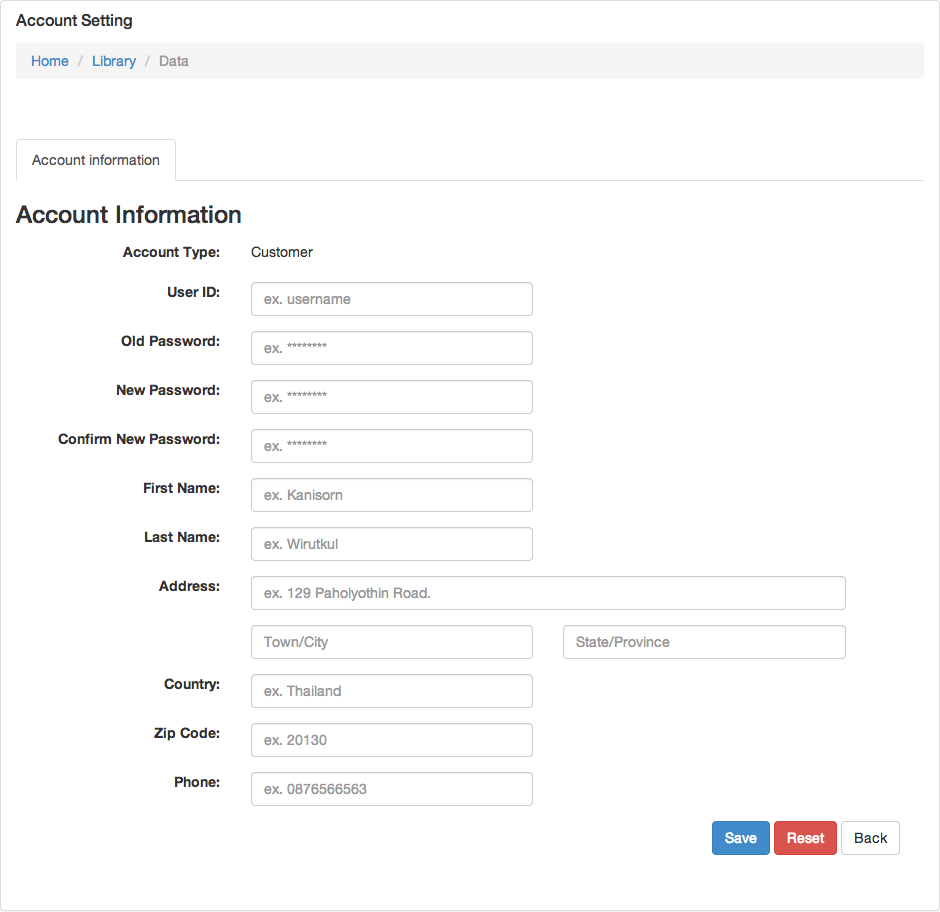 Account Setting
Home / Library / Data
Account information
Account Information
Account Type: Customer
User ID: ex. username
Old Password: ex. ********
New Password: ex. ********
Confirm New Password: ex. ********
First Name: ex. Kanisorn
Last Name: ex. Wirutkul
Address: ex. 129 Paholyothin Road.
Town/City State/Province
Country: ex. Thailand
Zip Code: ex. 20130
Phone: ex. 0876566563
Save Reset Back